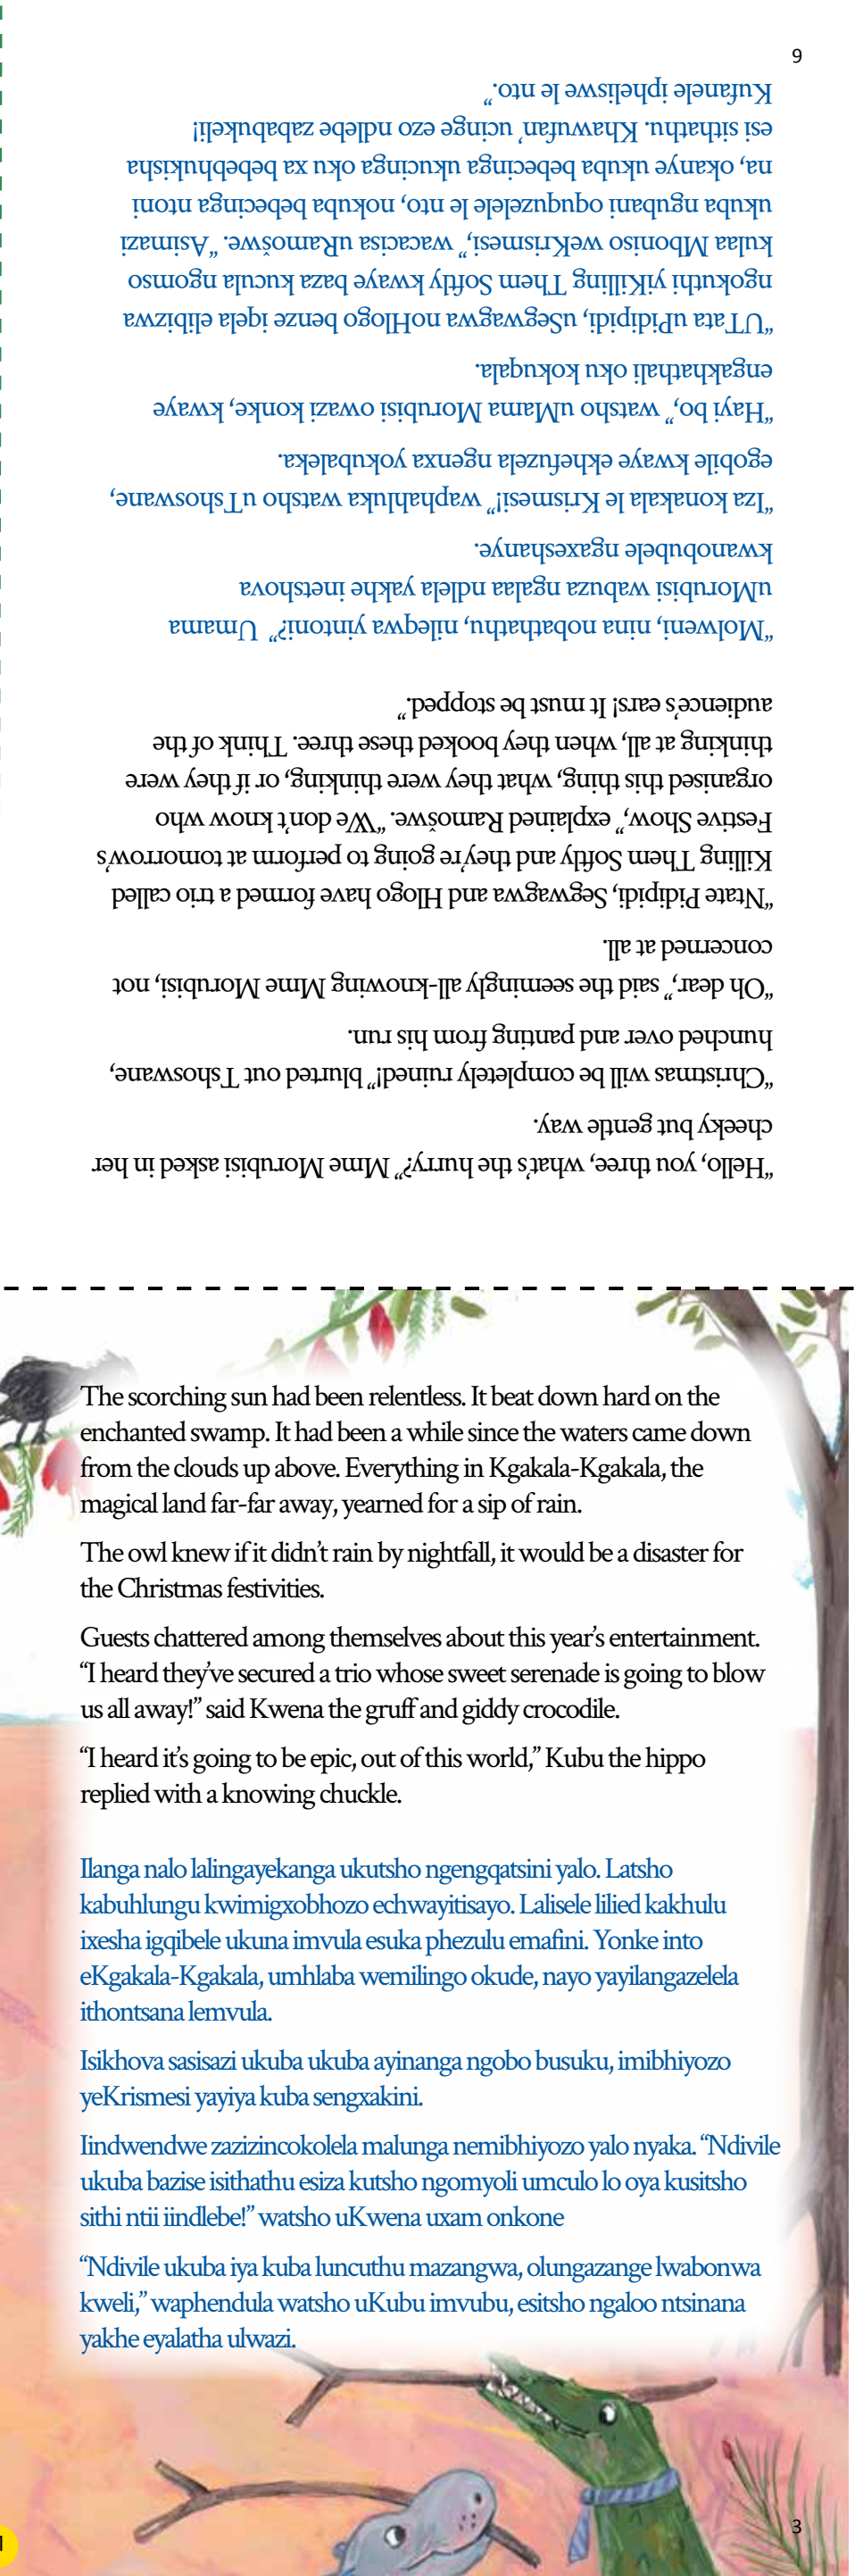 “Hello, you three, what’s the hurry?” Mme Morubisi asked in her
cheeky but gentle way.
“Christmas will be completely ruined!” blurted out Tshoswane,
hunched over and panting from his run.
“Oh dear,” said the seemingly all-knowing Mme Morubisi, not
concerned at all.
“Ntate Pidipidi, Segwagwa and Hlogo have formed a trio called
Killing Them Softly and they’re going to perform at tomorrow’s
Festive Show,” explained Ramošwe. “We don’t know who
organised this thing, what they were thinking, or if they were
thinking at all, when they booked these three. Think of the
audience’s ears! It must be stopped.”
“Molweni, nina nobathathu, nileqwa yintoni?” Umama
uMorubisi wabuza ngalaa ndlela yakhe inetshova
kwanobubele ngaxeshanye.
“Iza konakala le Krismesi!” waphahluka watsho uTshoswane,
egobile kwaye ekhefuzela ngenxa yokubaleka.
“Hayi bo,” watsho uMama Morubisi owazi konke, kwaye
engakhathali oku kokuqala.
“UTata uPidipidi, uSegwagwa noHlogo benze iqela elibizwa
ngokuthi yiKilling Them Softly kwaye baza kucula ngomso
kulaa Mboniso weKrismesi,” wacacisa uRamošwe. “Asimazi
ukuba ngubani oququzelele le nto, nokuba bebecinga ntoni
na, okanye ukuba bebecinga ukucinga oku xa bebebhukisha
esi sithathu. Khawufan’ ucinge ezo ndlebe zababukeli!
Kufanele ipheliswe le nto.”
6
The scorching sun had been relentless. It beat down hard on the
enchanted swamp. It had been a while since the waters came down
from the clouds up above. Everything in Kgakala-Kgakala, the
magical land far-far away, yearned for a sip of rain.
The owl knew if it didn’t rain by nightfall, it would be a disaster for
the Christmas festivities.
Guests chattered among themselves about this year’s entertainment.
“I heard they’ve secured a trio whose sweet serenade is going to blow
us all away!” said Kwena the gruff and giddy crocodile.
“I heard it’s going to be epic, out of this world,” Kubu the hippo
replied with a knowing chuckle.
Ilanga nalo lalingayekanga ukutsho ngengqatsini yalo. Latsho
kabuhlungu kwimigxobhozo echwayitisayo. Lalisele lilied kakhulu
ixesha igqibele ukuna imvula esuka phezulu emafini. Yonke into
eKgakala-Kgakala, umhlaba wemilingo okude, nayo yayilangazelela
ithontsana lemvula.
Isikhova sasisazi ukuba ukuba ayinanga ngobo busuku, imibhiyozo
yeKrismesi yayiya kuba sengxakini.
Iindwendwe zazizincokolela malunga nemibhiyozo yalo nyaka. “Ndivile
ukuba bazise isithathu esiza kutsho ngomyoli umculo lo oya kusitsho
sithi ntii iindlebe!” watsho uKwena uxam onkone
“Ndivile ukuba iya kuba luncuthu mazangwa, olungazange lwabonwa
kweli,” waphendula watsho uKubu imvubu, esitsho ngaloo ntsinana
yakhe eyalatha ulwazi.
3